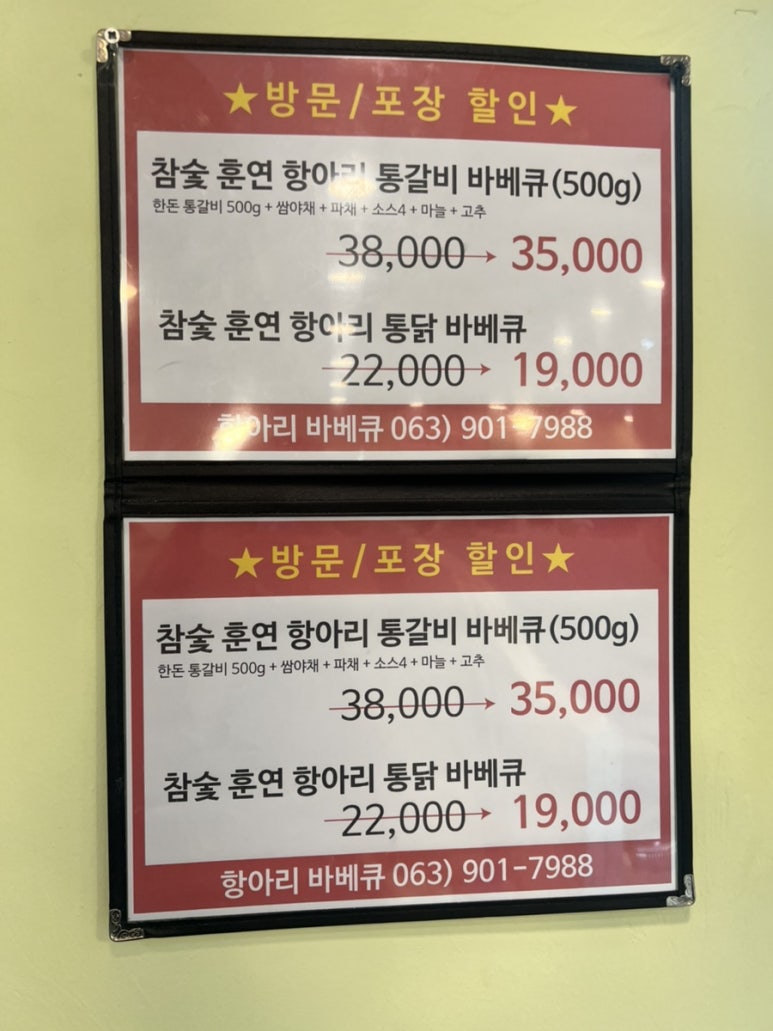 ★방문/포장 할인★
참숯 훈연 항아리 통갈비 바베큐(500g)
한돈 통갈비 500g + 쌈야채 + 파채 + 소스4 + 마늘 + 고추
38,000→ 35,000
참숯 훈연 항아리 통닭 바베큐
22,000→ 19,000
항아리 바베큐 063) 901-7988
★방문/포장 할인★
참숯 훈연 항아리 통갈비 바베큐(500g)
한돈 통갈비 500g + 쌈야채 + 파채 + 소스4 + 마늘 + 고추
38,000→ 35,000
참숯 훈연 항아리 통닭 바베큐
22,000→ 19,000
항아리 바베큐 063) 901-7988